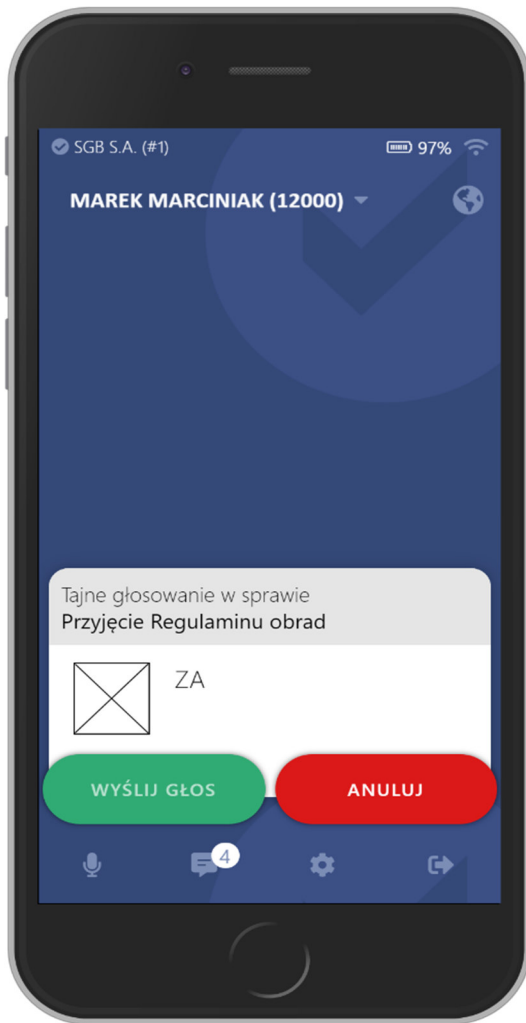 SGB S.A. (#1) 97%
MAREK MARCINIAK (12000)
Tajne głosowanie w sprawie
Przyjęcie Regulaminu obrad
ZA
WYŚLIJ GŁOS ANULUJ
4